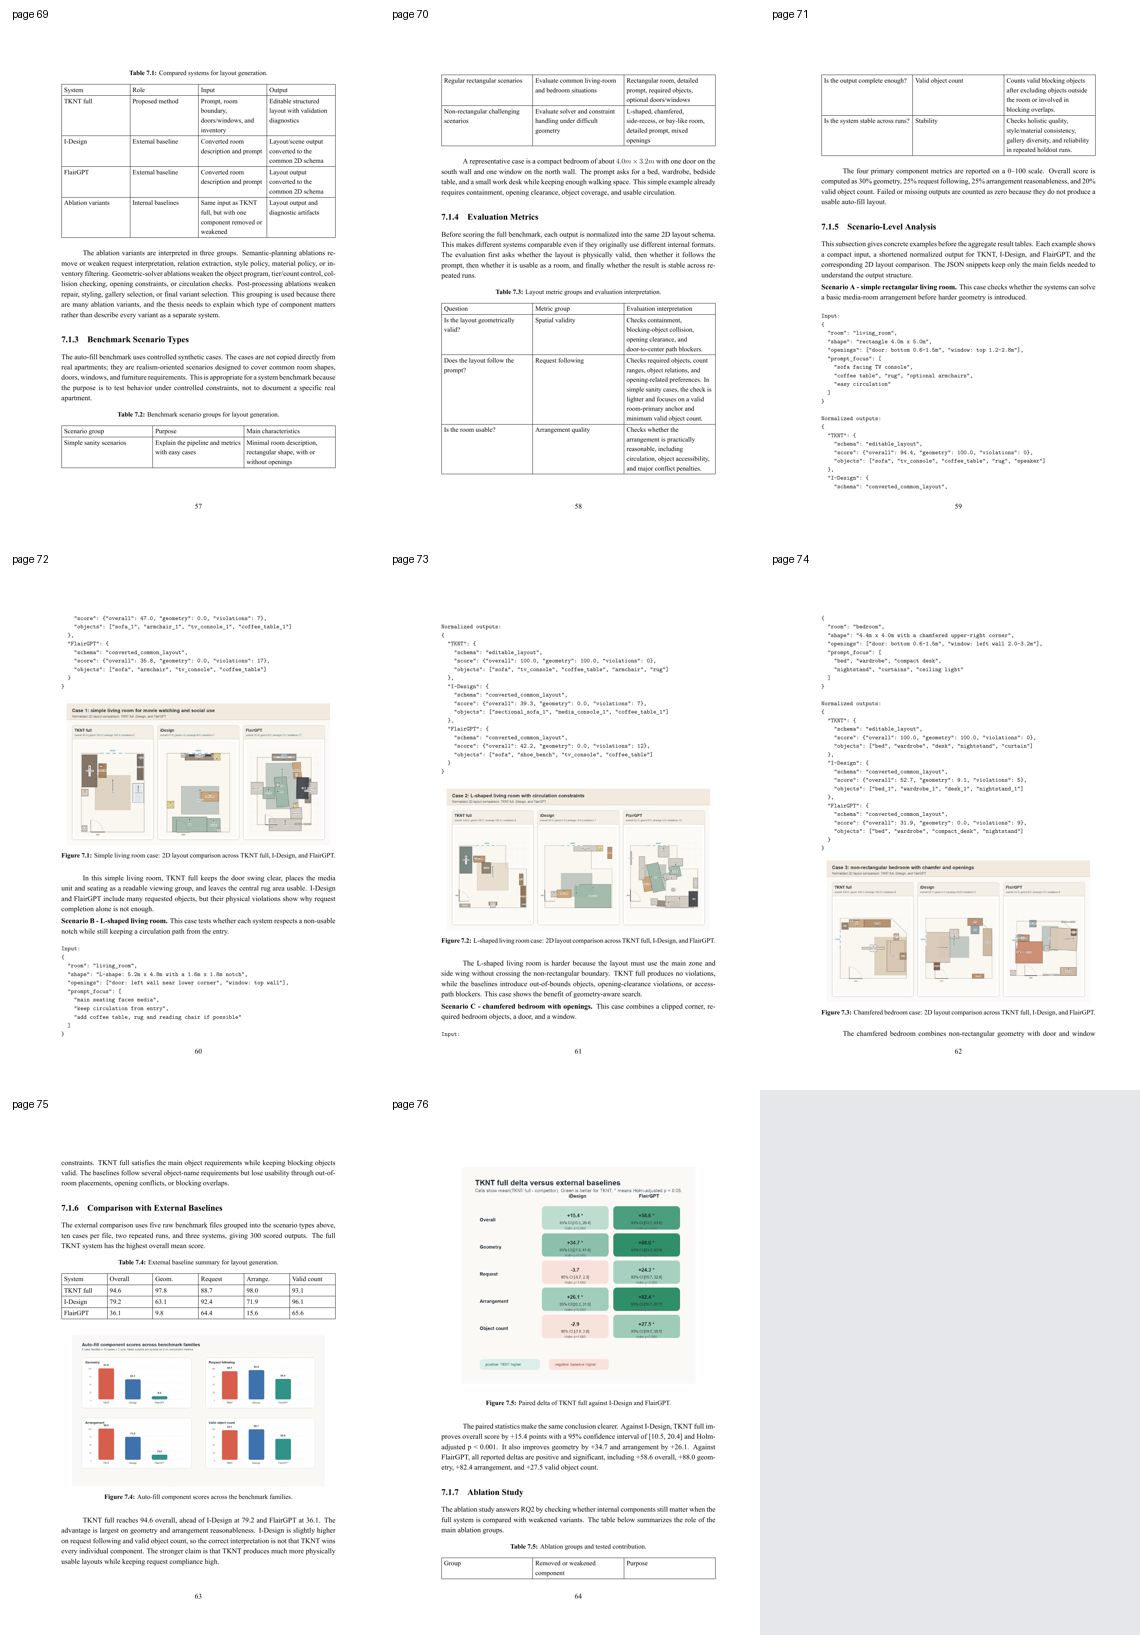 page 69
Table 7.1: Compared systems for layout generation.
System Role Input Output
TKNT full Proposed method Prompt, room boundary, doors/windows, and inventory Editable structured layout with validation diagnostics
I-Design External baseline Converted room description and prompt Layout/scene output converted to the common 2D schema
FlairGPT External baseline Converted room description and prompt Layout output converted to the common 2D schema
Ablation variants Internal baselines Same input as TKNT full, but with one component removed or weakened Layout output and diagnostic artifacts
The ablation variants are interpreted in three groups. Semantic-planning ablations re-
move or weaken request interpretation, relation extraction, style policy, material policy, or in-
ventory filtering. Geometric-solver ablations weaken the object program, tier/count control, col-
lision checking, opening constraints, or circulation checks. Post-processing ablations weaken
repair, styling, gallery selection, or final variant selection. This grouping is used because there
are many ablation variants, and the thesis needs to explain which type of component matters
rather than describe every variant as a separate system.
7.1.3 Benchmark Scenario Types
The auto-fill benchmark uses controlled synthetic cases. The cases are not copied directly from
real apartments; they are realism-oriented scenarios designed to cover common room shapes,
doors, windows, and furniture requirements. This is appropriate for a system benchmark because
the purpose is to test behavior under controlled constraints, not to document a specific real
apartment.
Table 7.2: Benchmark scenario groups for layout generation.
Scenario group Purpose Main characteristics
Simple sanity scenarios Explain the pipeline and metrics with easy cases Minimal room description, rectangular shape, with or without openings
57
page 70
Regular rectangular scenarios Evaluate common living-room and bedroom situations Rectangular room, detailed prompt, required objects, optional doors/windows
Non-rectangular challenging scenarios Evaluate solver and constraint handling under difficult geometry L-shaped, chamfered, side-recess, or bay-like room, detailed prompt, mixed openings
A representative case is a compact bedroom of about 4.0m × 3.2m with one door on the
south wall and one window on the north wall. The prompt asks for a bed, wardrobe, bedside
table, and a small work desk while keeping enough walking space. This simple example already
requires containment, opening clearance, object coverage, and usable circulation.
7.1.4 Evaluation Metrics
Before scoring the full benchmark, each output is normalized into the same 2D layout schema.
This makes different systems comparable even if they originally use different internal formats.
The evaluation first asks whether the layout is physically valid, then whether it follows the
prompt, then whether it is usable as a room, and finally whether the result is stable across re-
peated runs.
Table 7.3: Layout metric groups and evaluation interpretation.
Question Metric group Evaluation interpretation
Is the layout geometrically valid? Spatial validity Checks containment, blocking-object collision, opening clearance, and door-to-center path blockers.
Does the layout follow the prompt? Request following Checks required objects, count ranges, object relations, and opening-related preferences. In simple sanity cases, the check is lighter and focuses on a valid room-primary anchor and minimum valid object count.
Is the room usable? Arrangement quality Checks whether the arrangement is practically reasonable, including circulation, object accessibility, and major conflict penalties.
58
page 71
Is the output complete enough? Valid object count Counts valid blocking objects after excluding objects outside the room or involved in blocking overlaps.
Is the system stable across runs? Stability Checks holistic quality, style/material consistency, gallery diversity, and reliability in repeated holdout runs.
The four primary component metrics are reported on a 0–100 scale. Overall score is
computed as 30% geometry, 25% request following, 25% arrangement reasonableness, and 20%
valid object count. Failed or missing outputs are counted as zero because they do not produce a
usable auto-fill layout.
7.1.5 Scenario-Level Analysis
This subsection gives concrete examples before the aggregate result tables. Each example shows
a compact input, a shortened normalized output for TKNT, I-Design, and FlairGPT, and the
corresponding 2D layout comparison. The JSON snippets keep only the main fields needed to
understand the output structure.
Scenario A - simple rectangular living room. This case checks whether the systems can solve
a basic media-room arrangement before harder geometry is introduced.
Input:
{
"room": "living_room",
"shape": "rectangle 4.0m x 5.0m",
"openings": ["door: bottom 0.6-1.5m", "window: top 1.2-2.8m"],
"prompt_focus": [
"sofa facing TV console",
"coffee table", "rug", "optional armchairs",
"easy circulation"
]
}
Normalized outputs:
{
"TKNT": {
"schema": "editable_layout",
"score": {"overall": 94.4, "geometry": 100.0, "violations": 0},
"objects": ["sofa", "tv_console", "coffee_table", "rug", "speaker"]
},
"I-Design": {
"schema": "converted_common_layout",
59
page 72
"score": {"overall": 47.0, "geometry": 0.0, "violations": 7},
"objects": ["sofa_1", "armchair_1", "tv_console_1", "coffee_table_1"]
},
"FlairGPT": {
"schema": "converted_common_layout",
"score": {"overall": 35.8, "geometry": 0.0, "violations": 17},
"objects": ["sofa", "armchair", "tv_console", "coffee_table"]
}
}
Case 1: simple living room for movie watching and social use
Normalized 2D layout comparison: TKNT full, iDesign, and FlairGPT
TKNT full iDesign FlairGPT
Figure 7.1: Simple living room case: 2D layout comparison across TKNT full, I-Design, and FlairGPT.
In this simple living room, TKNT full keeps the door swing clear, places the media
unit and seating as a readable viewing group, and leaves the central rug area usable. I-Design
and FlairGPT include many requested objects, but their physical violations show why request
completion alone is not enough.
Scenario B - L-shaped living room. This case tests whether each system respects a non-usable
notch while still keeping a circulation path from the entry.
Input:
{
"room": "living_room",
"shape": "L-shape: 5.2m x 4.8m with a 1.8m x 1.8m notch",
"openings": ["door: left wall near lower corner", "window: top wall"],
"prompt_focus": [
"main seating faces media",
"keep circulation from entry",
"add coffee table, rug and reading chair if possible"
]
}
60
page 73
Normalized outputs:
{
"TKNT": {
"schema": "editable_layout",
"score": {"overall": 100.0, "geometry": 100.0, "violations": 0},
"objects": ["sofa", "tv_console", "coffee_table", "armchair", "rug"]
},
"I-Design": {
"schema": "converted_common_layout",
"score": {"overall": 39.3, "geometry": 0.0, "violations": 7},
"objects": ["sectional_sofa_1", "media_console_1", "coffee_table_1"]
},
"FlairGPT": {
"schema": "converted_common_layout",
"score": {"overall": 42.2, "geometry": 0.0, "violations": 12},
"objects": ["sofa", "shoe_bench", "tv_console", "coffee_table"]
}
}
Case 2: L-shaped living room with circulation constraints
Normalized 2D layout comparison: TKNT full, iDesign, and FlairGPT
TKNT full iDesign FlairGPT
Figure 7.2: L-shaped living room case: 2D layout comparison across TKNT full, I-Design, and FlairGPT.
The L-shaped living room is harder because the layout must use the main zone and
side wing without crossing the non-rectangular boundary. TKNT full produces no violations,
while the baselines introduce out-of-bounds objects, opening-clearance violations, or access-
path blockers. This case shows the benefit of geometry-aware search.
Scenario C - chamfered bedroom with openings. This case combines a clipped corner, re-
quired bedroom objects, a door, and a window.
Input:
61
page 74
{
"room": "bedroom",
"shape": "4.4m x 4.0m with a chamfered upper-right corner",
"openings": ["door: bottom 0.6-1.5m", "window: left wall 2.0-3.2m"],
"prompt_focus": [
"bed", "wardrobe", "compact desk",
"nightstand", "curtains", "ceiling light"
]
}
Normalized outputs:
{
"TKNT": {
"schema": "editable_layout",
"score": {"overall": 100.0, "geometry": 100.0, "violations": 0},
"objects": ["bed", "wardrobe", "desk", "nightstand", "curtain"]
},
"I-Design": {
"schema": "converted_common_layout",
"score": {"overall": 52.7, "geometry": 9.1, "violations": 5},
"objects": ["bed_1", "wardrobe_1", "desk_1", "nightstand_1"]
},
"FlairGPT": {
"schema": "converted_common_layout",
"score": {"overall": 31.9, "geometry": 0.0, "violations": 9},
"objects": ["bed", "wardrobe", "compact_desk", "nightstand"]
}
}
Case 3: non-rectangular bedroom with chamfer and openings
Normalized 2D layout comparison: TKNT full, iDesign, and FlairGPT
TKNT full iDesign FlairGPT
Figure 7.3: Chamfered bedroom case: 2D layout comparison across TKNT full, I-Design, and FlairGPT.
The chamfered bedroom combines non-rectangular geometry with door and window
62
page 75
constraints. TKNT full satisfies the main object requirements while keeping blocking objects
valid. The baselines follow several object-name requirements but lose usability through out-of-
room placements, opening conflicts, or blocking overlaps.
7.1.6 Comparison with External Baselines
The external comparison uses five raw benchmark files grouped into the scenario types above,
ten cases per file, two repeated runs, and three systems, giving 300 scored outputs. The full
TKNT system has the highest overall mean score.
Table 7.4: External baseline summary for layout generation.
System Overall Geom. Request Arrange. Valid count
TKNT full 94.6 97.8 88.7 98.0 93.1
I-Design 79.2 63.1 92.4 71.9 96.1
FlairGPT 36.1 9.8 64.4 15.6 65.6
Auto-fill component scores across benchmark families
Geometry Request following
Arrangement Valid object count
Figure 7.4: Auto-fill component scores across the benchmark families.
TKNT full reaches 94.6 overall, ahead of I-Design at 79.2 and FlairGPT at 36.1. The
advantage is largest on geometry and arrangement reasonableness. I-Design is slightly higher
on request following and valid object count, so the correct interpretation is not that TKNT wins
every individual component. The stronger claim is that TKNT produces much more physically
usable layouts while keeping request compliance high.
63
page 76
TKNT full delta versus external baselines
Cells show mean(TKNT full - competitor). Green is better for TKNT. * means Holm-adjusted p < 0.05.
iDesign FlairGPT
Overall +15.4 * +58.6 *
Geometry +34.7 * +88.0 *
Request -3.7 +24.3 *
Arrangement +26.1 * +82.4 *
Object count -2.9 +27.5 *
positive: TKNT higher negative: baseline higher
Figure 7.5: Paired delta of TKNT full against I-Design and FlairGPT.
The paired statistics make the same conclusion clearer. Against I-Design, TKNT full im-
proves overall score by +15.4 points with a 95% confidence interval of [10.5, 20.4] and Holm-
adjusted p < 0.001. It also improves geometry by +34.7 and arrangement by +26.1. Against
FlairGPT, all reported deltas are positive and significant, including +58.6 overall, +88.0 geom-
etry, +82.4 arrangement, and +27.5 valid object count.
7.1.7 Ablation Study
The ablation study answers RQ2 by checking whether internal components still matter when the
full system is compared with weakened variants. The table below summarizes the role of the
main ablation groups.
Table 7.5: Ablation groups and tested contribution.
Group Removed or weakened component Purpose
64